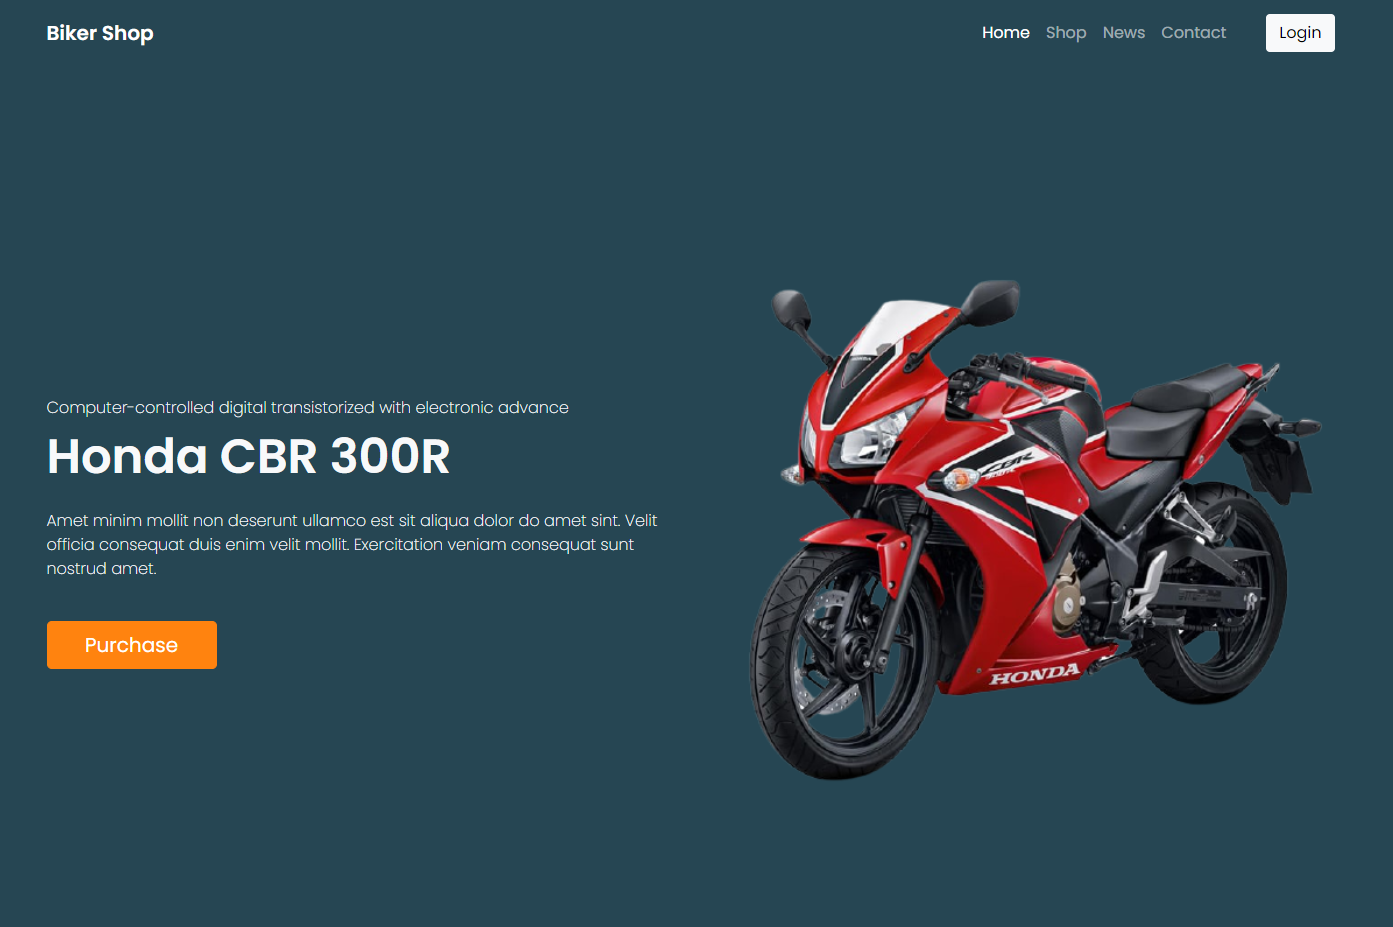 Biker Shop
Home Shop News Contact Login
Computer-controlled digital transistorized with electronic advance
Honda CBR 300R
Amet minim mollit non deserunt ullamco est sit aliqua dolor do amet sint. Velit
officia consequat duis enim velit mollit. Exercitation veniam consequat sunt
nostrud amet.
Purchase
HONDA
CBR
HONDA